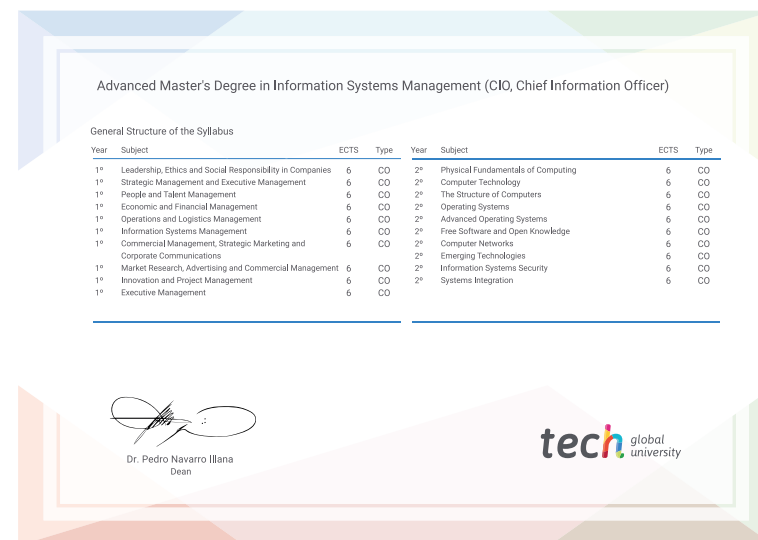 Advanced Master's Degree in Information Systems Management (CIO, Chief Information Officer)
General Structure of the Syllabus
Year Subject ECTS Type
1º Leadership, Ethics and Social Responsibility in Companies 6 CO
1º Strategic Management and Executive Management 6 CO
1º People and Talent Management 6 CO
1º Economic and Financial Management 6 CO
1º Operations and Logistics Management 6 CO
1º Information Systems Management 6 CO
1º Commercial Management, Strategic Marketing and 6 CO
Corporate Communications
1º Market Research, Advertising and Commercial Management 6 CO
1º Innovation and Project Management 6 CO
1º Executive Management 6 CO
Year Subject ECTS Type
2º Physical Fundamentals of Computing 6 CO
2º Computer Technology 6 CO
2º The Structure of Computers 6 CO
2º Operating Systems 6 CO
2º Advanced Operating Systems 6 CO
2º Free Software and Open Knowledge 6 CO
2º Computer Networks 6 CO
2º Emerging Technologies 6 CO
2º Information Systems Security 6 CO
2º Systems Integration 6 CO
Dr. Pedro Navarro Illana
Dean
tech global
university